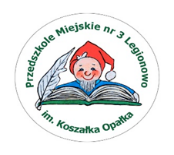 Przedszkole Miejskie nr 3 Legionowo
im. Koszałka Opałka